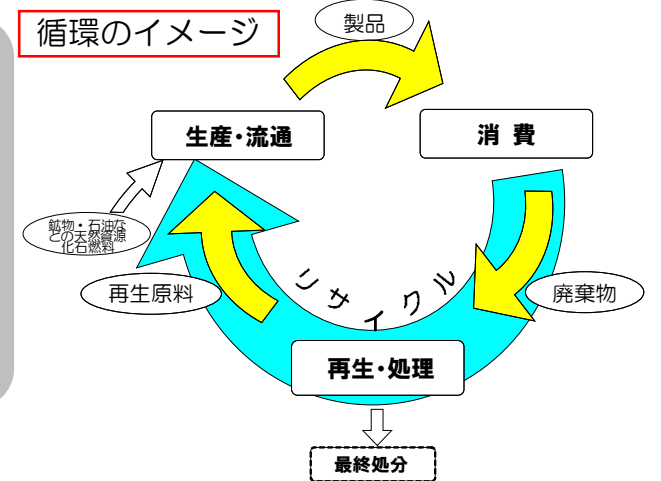 循環のイメージ
製品
生産・流通
消 費
鉱物・石油な
どの天然資源
化石燃料
再生原料
リサイクル
廃棄物
再生・処理
最終処分